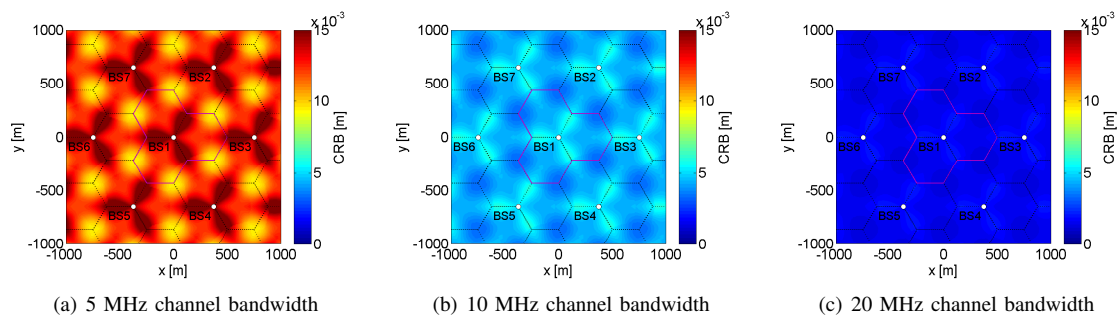 x 10⁻³
1000
500
0
-500
-1000
-1000 -500 0 500 1000
x [m]
y [m]
BS7 BS2
BS6 BS1 BS3
BS5 BS4
15
10
5
0
CRB [m]
(a) 5 MHz channel bandwidth
x 10⁻³
1000
500
0
-500
-1000
-1000 -500 0 500 1000
x [m]
y [m]
BS7 BS2
BS6 BS1 BS3
BS5 BS4
15
10
5
0
CRB [m]
(b) 10 MHz channel bandwidth
x 10⁻³
1000
500
0
-500
-1000
-1000 -500 0 500 1000
x [m]
y [m]
BS7 BS2
BS6 BS1 BS3
BS5 BS4
15
10
5
0
CRB [m]
(c) 20 MHz channel bandwidth